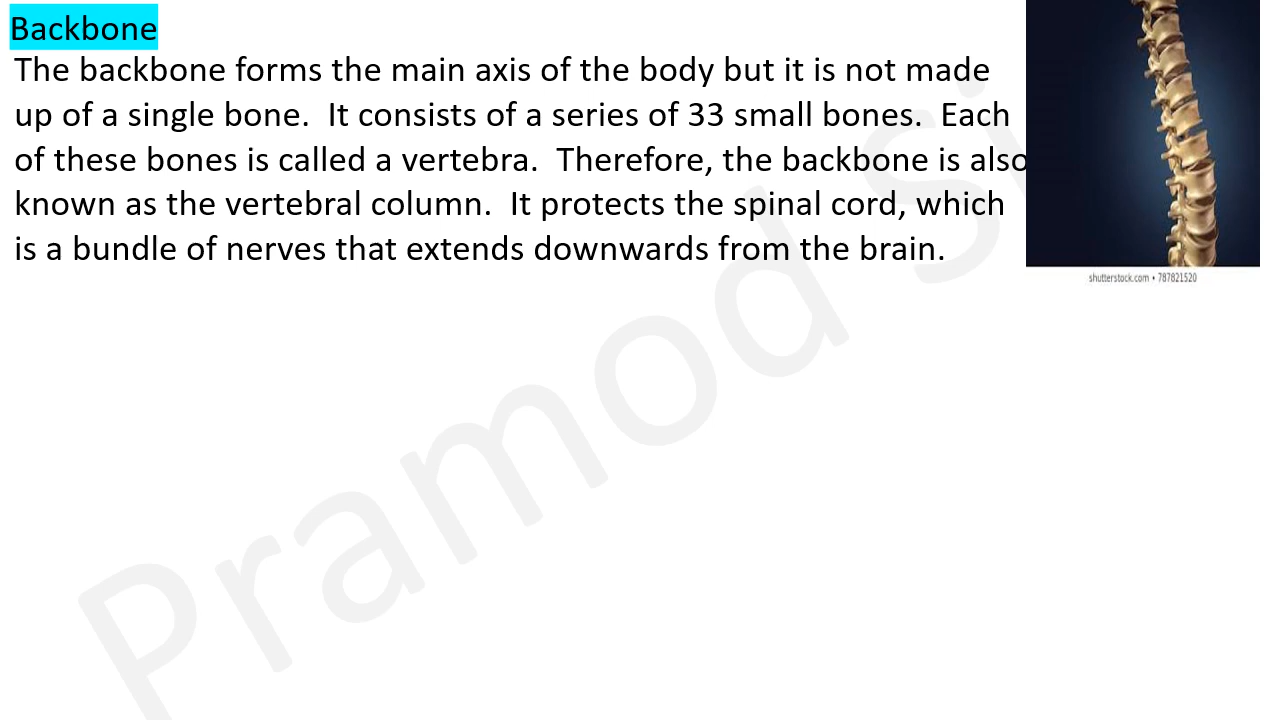 Backbone
The backbone forms the main axis of the body but it is not made
up of a single bone.  It consists of a series of 33 small bones.  Each
of these bones is called a vertebra.  Therefore, the backbone is also
known as the vertebral column.  It protects the spinal cord, which
is a bundle of nerves that extends downwards from the brain.
shutterstock.com • 787821520
Pramod Si